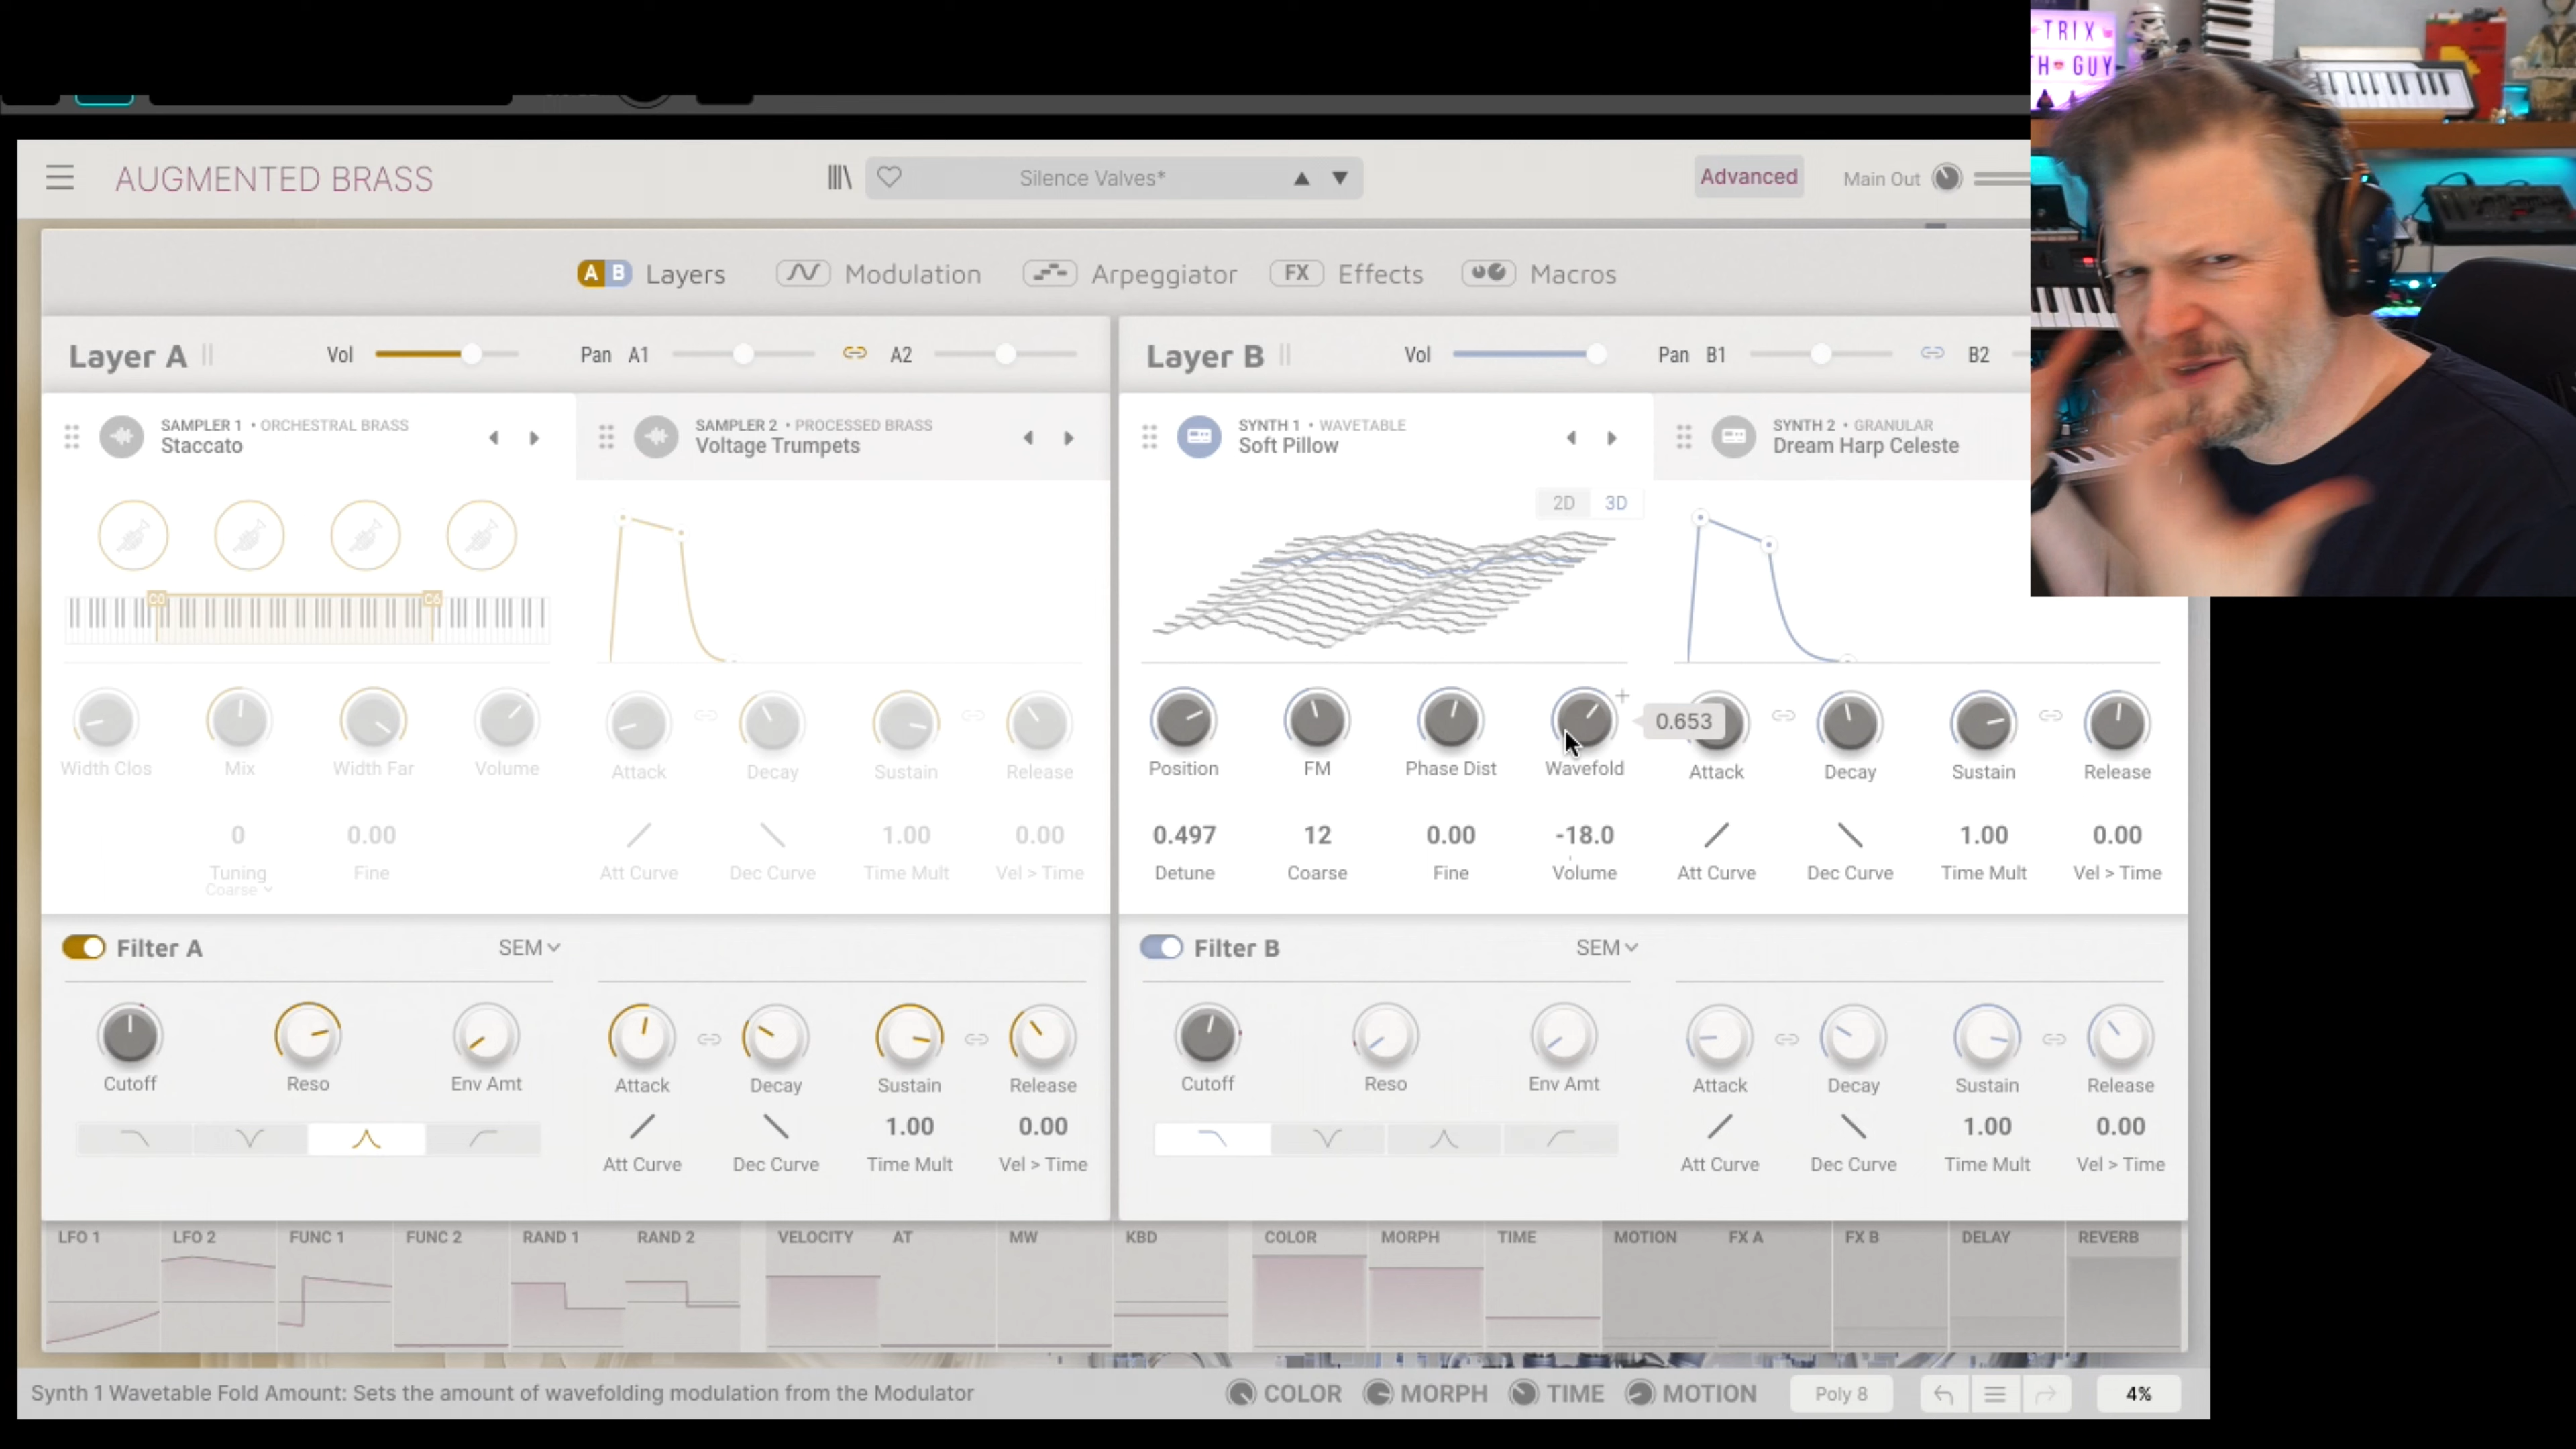 TRIX
H GUY
AUGMENTED BRASS
Silence Valves*
Advanced
Main Out
A B Layers
Modulation
Arpeggiator
FX Effects
Macros
Layer A
Vol
Pan A1
A2
Layer B
Vol
Pan B1
B2
SAMPLER 1 • ORCHESTRAL BRASS
Staccato
SAMPLER 2 • PROCESSED BRASS
Voltage Trumpets
SYNTH 1 • WAVETABLE
Soft Pillow
SYNTH 2 • GRANULAR
Dream Harp Celeste
2D 3D
C0 C6
Width Clos Mix Width Far Volume
Attack Decay Sustain Release
Position FM Phase Dist Wavefold
0.653
Attack Decay Sustain Release
0 0.00
Tuning Fine
Coarse
1.00 0.00
Att Curve Dec Curve Time Mult Vel > Time
0.497 12 0.00 -18.0
Detune Coarse Fine Volume
1.00 0.00
Att Curve Dec Curve Time Mult Vel > Time
Filter A
SEM
Filter B
SEM
Cutoff Reso Env Amt
Attack Decay Sustain Release
Cutoff Reso Env Amt
Attack Decay Sustain Release
1.00 0.00
Att Curve Dec Curve Time Mult Vel > Time
1.00 0.00
Att Curve Dec Curve Time Mult Vel > Time
LFO 1 LFO 2 FUNC 1 FUNC 2 RAND 1 RAND 2 VELOCITY AT MW KBD COLOR MORPH TIME MOTION FX A FX B DELAY REVERB
Synth 1 Wavetable Fold Amount: Sets the amount of wavefolding modulation from the Modulator
COLOR MORPH TIME MOTION
Poly 8
4%